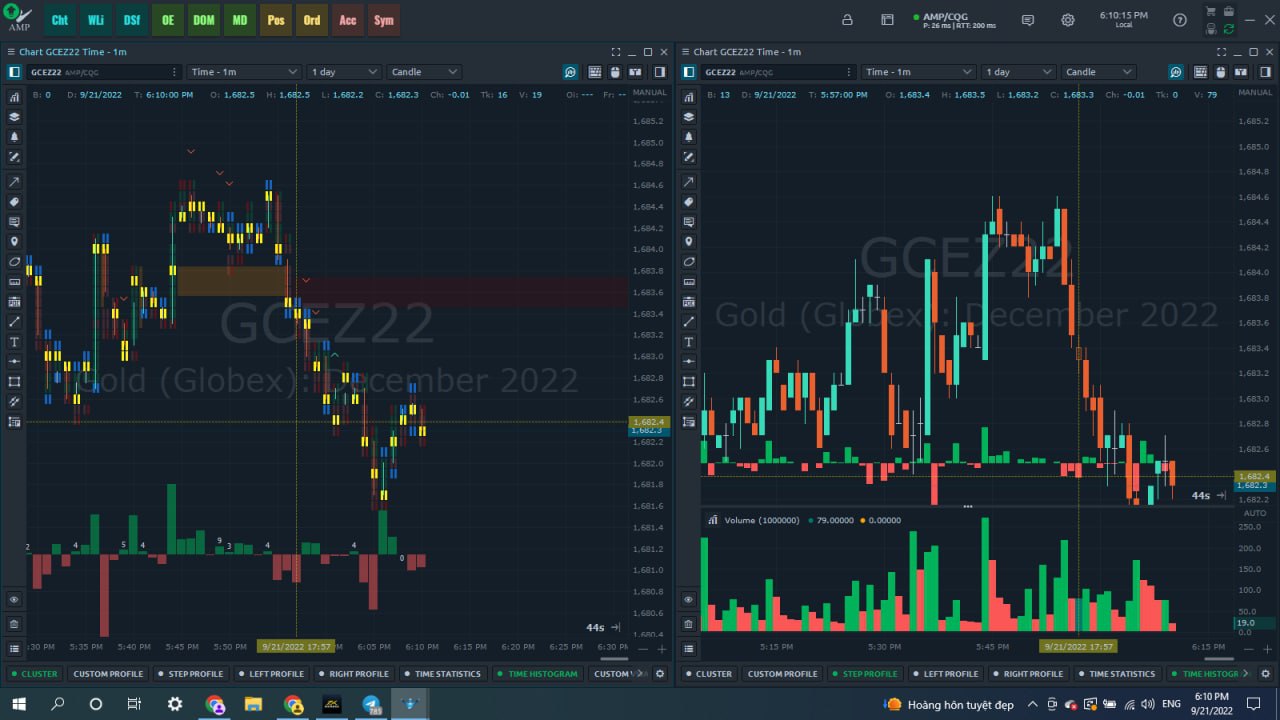 AMP
Cht WLi DSf OE DOM MD Pos Ord Acc Sym
AMP/CQG
P: 26 ms | RTT: 200 ms
6:10:15 PM
Local
Chart GCEZ22 Time - 1m
GCEZ22 AMP/CQG Time - 1m 1 day Candle
B: 0 D: 9/21/2022 T: 6:10:00 PM O: 1,682.5 H: 1,682.5 L: 1,682.2 C: 1,682.3 Ch: -0.01 Tk: 16 V: 19 Oi: --- Fr: -- MANUAL
1,685.2
1,685.0
1,684.8
1,684.6
1,684.4
1,684.2
1,684.0
1,683.8
1,683.6
1,683.4
1,683.2
1,683.0
1,682.8
1,682.6
1,682.4
1,682.3
1,682.2
1,682.0
1,681.8
1,681.6
1,681.4
1,681.2
1,681.0
1,680.8
1,680.6
1,680.4
GCEZ22
Gold (Globex): December 2022
2 4 5 4 9 3 4 4 0
44s
:30 PM 5:35 PM 5:40 PM 5:45 PM 5:50 PM 9/21/2022 17:57 6:05 PM 6:10 PM 6:15 PM 6:20 PM 6:25 PM 6:30 PM
CLUSTER CUSTOM PROFILE STEP PROFILE LEFT PROFILE RIGHT PROFILE TIME STATISTICS TIME HISTOGRAM CUSTOM V
Chart GCEZ22 Time - 1m
GCEZ22 AMP/CQG Time - 1m 1 day Candle
B: 13 D: 9/21/2022 T: 5:57:00 PM O: 1,683.4 H: 1,683.5 L: 1,683.2 C: 1,683.3 Ch: -0.01 Tk: 0 V: 79 MANUAL
1,685.2
1,685.0
1,684.8
1,684.6
1,684.4
1,684.2
1,684.0
1,683.8
1,683.6
1,683.4
1,683.2
1,683.0
1,682.8
1,682.6
1,682.4
1,682.3
1,682.2
GCEZ22
Gold (Globex): December 2022
44s
AUTO
Volume (1000000) 79.00000 0.00000
250.0
200.0
150.0
100.0
50.0
19.0
0.0
5:15 PM 5:30 PM 5:45 PM 9/21/2022 17:57 6:15 PM
CLUSTER CUSTOM PROFILE STEP PROFILE LEFT PROFILE RIGHT PROFILE TIME STATISTICS TIME HISTOGR
Hoàng hôn tuyệt đẹp ENG 6:10 PM
9/21/2022